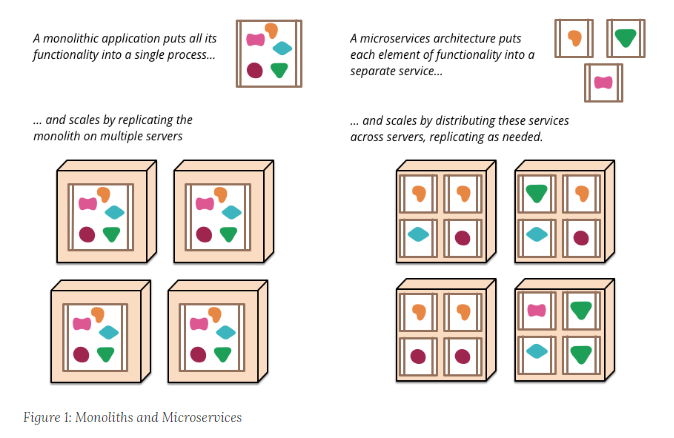 A monolithic application puts all its
functionality into a single process...
... and scales by replicating the
monolith on multiple servers
A microservices architecture puts
each element of functionality into a
separate service...
... and scales by distributing these services
across servers, replicating as needed.
Figure 1: Monoliths and Microservices